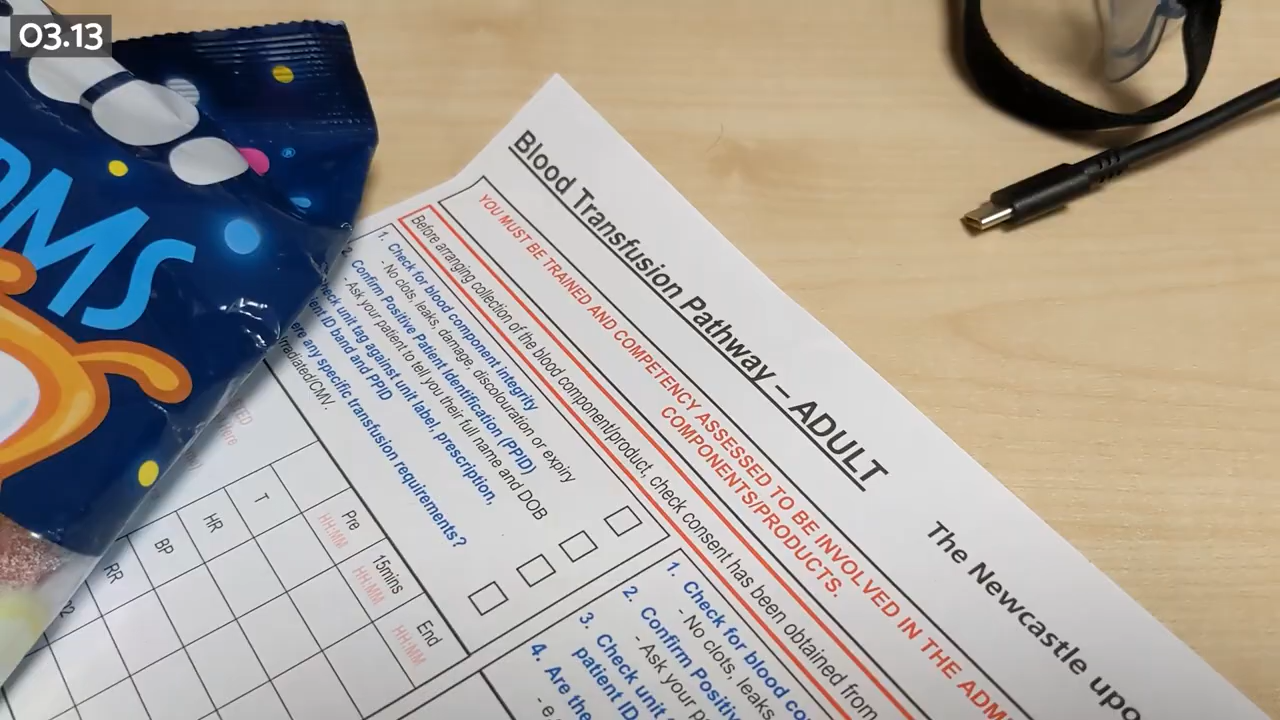 03.13
Blood Transfusion Pathway – ADULT
The Newcastle upo
YOU MUST BE TRAINED AND COMPETENCY ASSESSED TO BE INVOLVED IN THE ADM
COMPONENTS/PRODUCTS.
Before arranging collection of the blood component/product, check consent has been obtained from
1. Check for blood component integrity
- No clots, leaks, damage, discolouration or expiry
2. Confirm Positive Patient Identification (PPID)
- Ask your patient to tell you their full name and DOB
heck unit tag against unit label, prescription,
ient ID band and PPID
ere any specific transfusion requirements?
Irradiated/CMV.
1. Check for blood co
- No clots, leaks
2. Confirm Positiv
- Ask your p
3. Check unit
patient ID
4. Are the
- e
Pre
15mins
End
HH:MM
HH:MM
HH:MM
T
HR
BP
RR
OMS